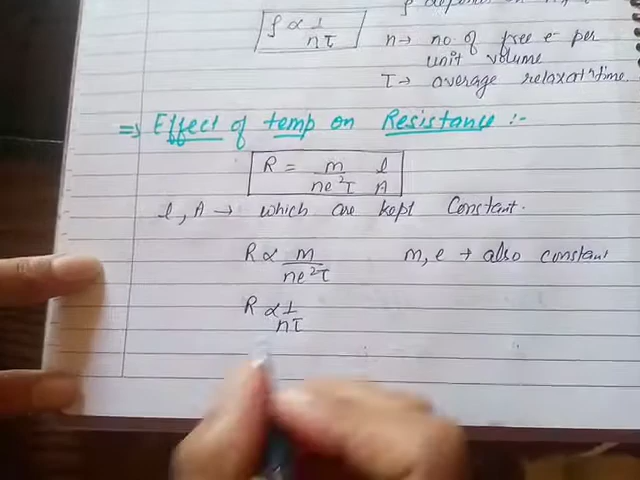 ρ ∝ 1/nτ
n → no. of free e⁻ per
unit volume
τ → average relaxatⁿ time.
⇒ Effect of temp on Resistance :-
R = m/ne²τ l/A
l, A → which are kept Constant.
R ∝ m/ne²τ m, e → also constant
R ∝ 1/nτ